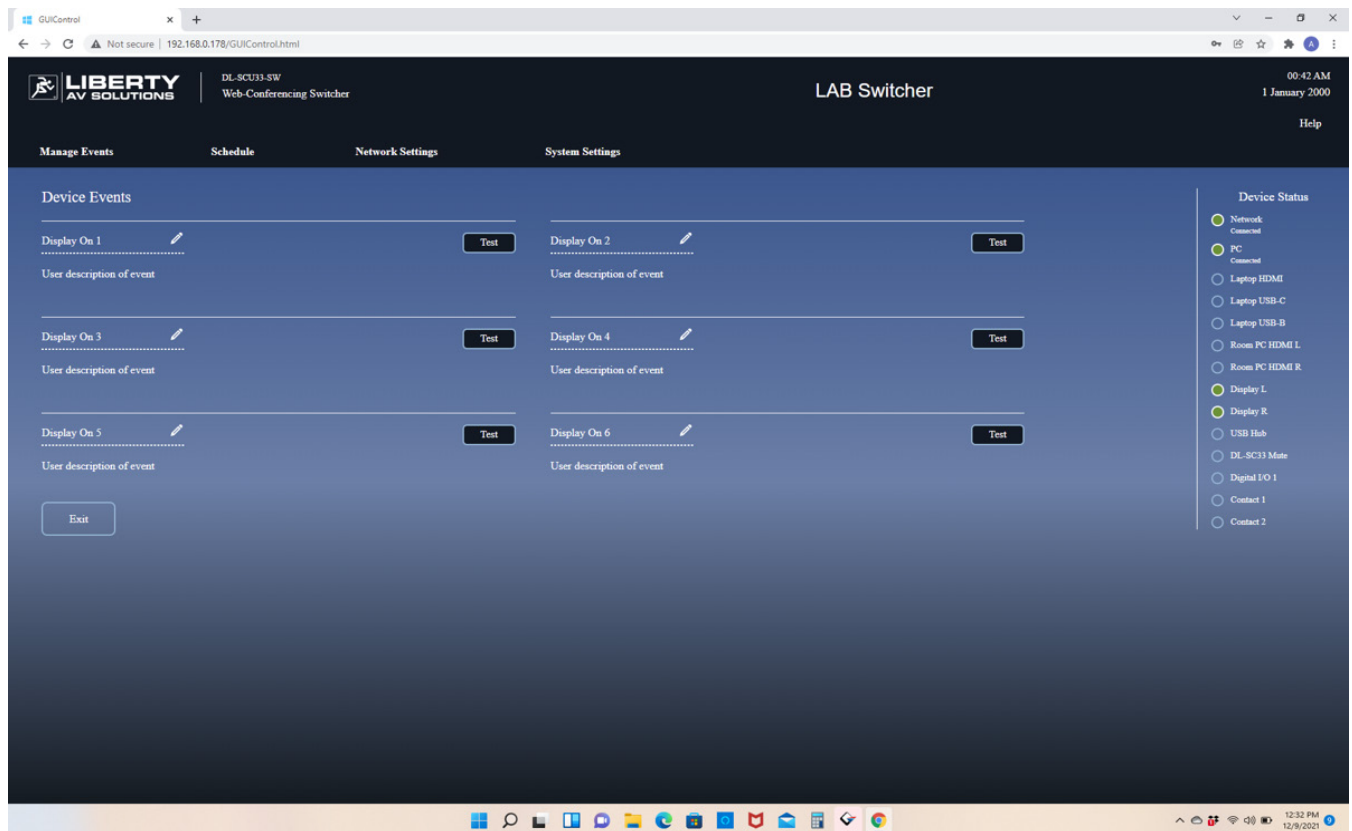 GUIControl
Not secure | 192.168.0.178/GUIControl.html
A
LIBERTY
AV SOLUTIONS
DL-SCU33-SW
Web-Conferencing Switcher
LAB Switcher
00:42 AM
1 January 2000
Help
Manage Events Schedule Network Settings System Settings
Device Events
Display On 1 Test
User description of event
Display On 2 Test
User description of event
Display On 3 Test
User description of event
Display On 4 Test
User description of event
Display On 5 Test
User description of event
Display On 6 Test
User description of event
Exit
Device Status
Network
Connected
PC
Connected
Laptop HDMI
Laptop USB-C
Laptop USB-B
Room PC HDMI L
Room PC HDMI R
Display L
Display R
USB Hub
DL-SC33 Mute
Digital I/O 1
Contact 1
Contact 2
12:32 PM
12/9/2021